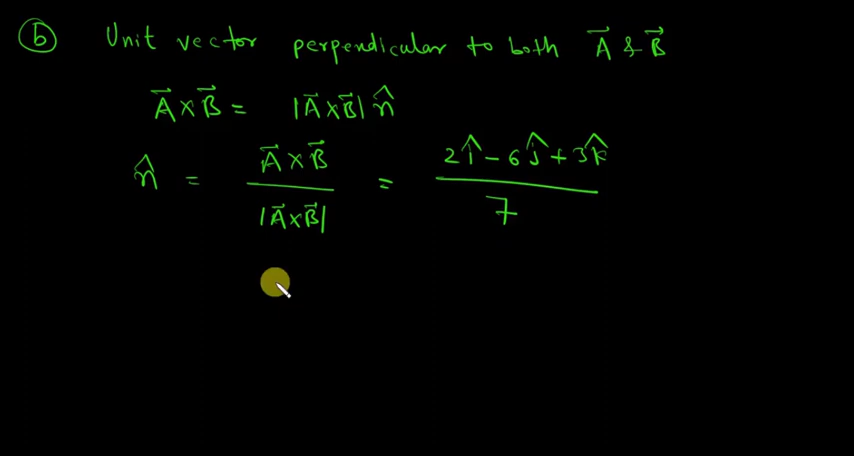 (b) Unit vector perpendicular to both A⃗ & B⃗
A⃗ × B⃗ = |A⃗ × B⃗| n̂
n̂ = (A⃗ × B⃗) / |A⃗ × B⃗| = (2î − 6ĵ + 3k̂) / 7